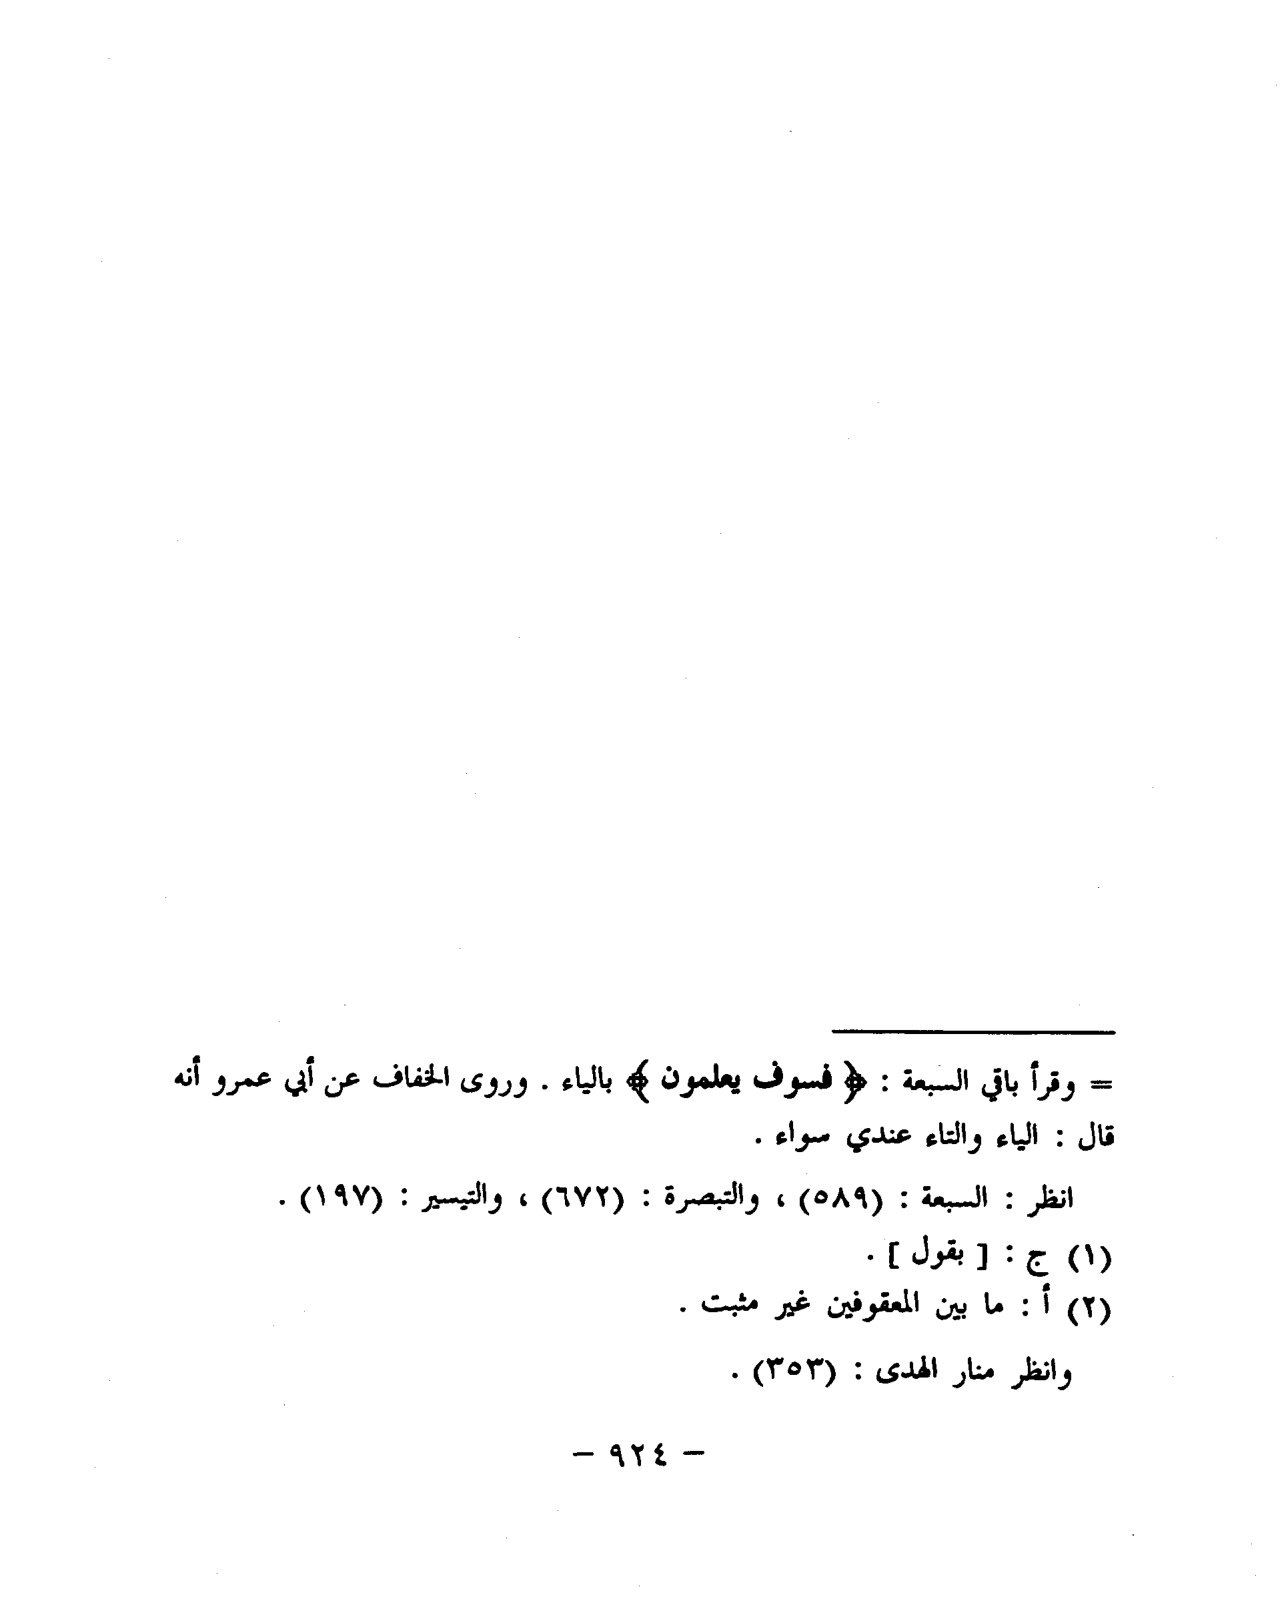 = وقرأ باقي السبعة : ﴿ فسوف يعلمون ﴾ بالياء . وروى الخفاف عن أبي عمرو أنه
قال : الياء والتاء عندي سواء .
انظر : السبعة : (٥٨٩) ، والتبصرة : (٦٧٢) ، والتيسير : (١٩٧) .
(١) ج : [ بقول ] .
(٢) أ : ما بين المعقوفين غير مثبت .
وانظر منار الهدى : (٣٥٣) .
– ٩٢٤ –